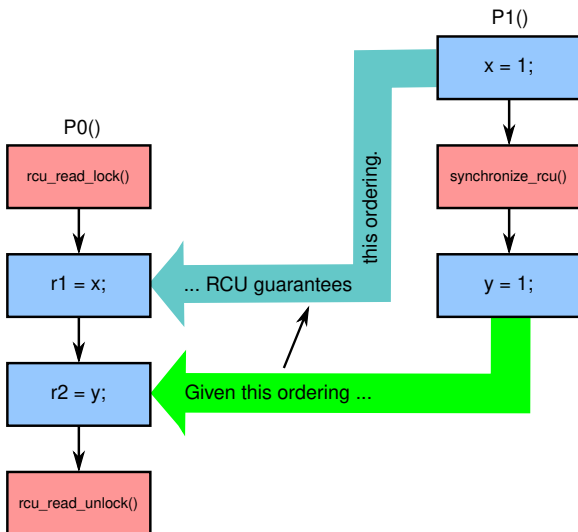 P1()
x = 1;
P0()
rcu_read_lock()
synchronize_rcu()
this ordering.
r1 = x;
... RCU guarantees
y = 1;
r2 = y;
Given this ordering ...
rcu_read_unlock()